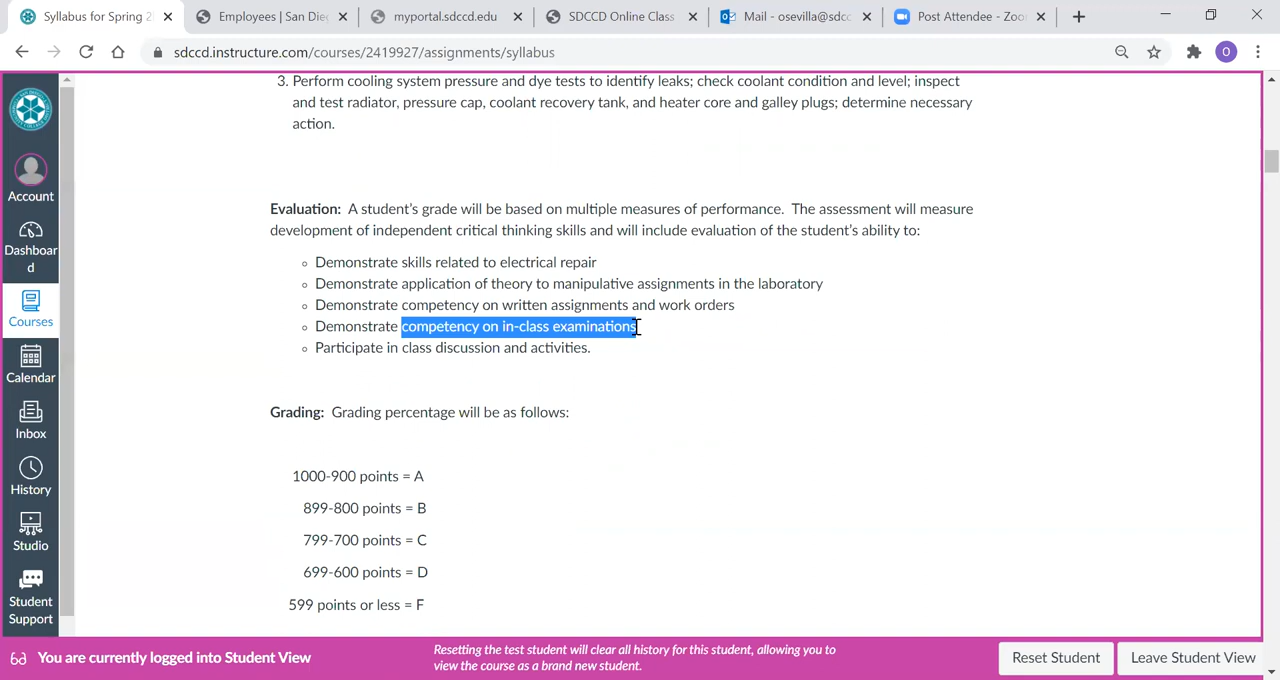 Syllabus for Spring 2
Employees | San Die
myportal.sdccd.edu
SDCCD Online Class
Mail - osevilla@sdcc
Post Attendee - Zoo
sdccd.instructure.com/courses/2419927/assignments/syllabus
O
Account
Dashboar
d
Courses
Calendar
Inbox
History
Studio
Student
Support
3. Perform cooling system pressure and dye tests to identify leaks; check coolant condition and level; inspect
and test radiator, pressure cap, coolant recovery tank, and heater core and galley plugs; determine necessary
action.
Evaluation: A student's grade will be based on multiple measures of performance. The assessment will measure
development of independent critical thinking skills and will include evaluation of the student's ability to:
Demonstrate skills related to electrical repair
Demonstrate application of theory to manipulative assignments in the laboratory
Demonstrate competency on written assignments and work orders
Demonstrate competency on in-class examinations
Participate in class discussion and activities.
Grading: Grading percentage will be as follows:
1000-900 points = A
899-800 points = B
799-700 points = C
699-600 points = D
599 points or less = F
You are currently logged into Student View
Resetting the test student will clear all history for this student, allowing you to
view the course as a brand new student.
Reset Student
Leave Student View